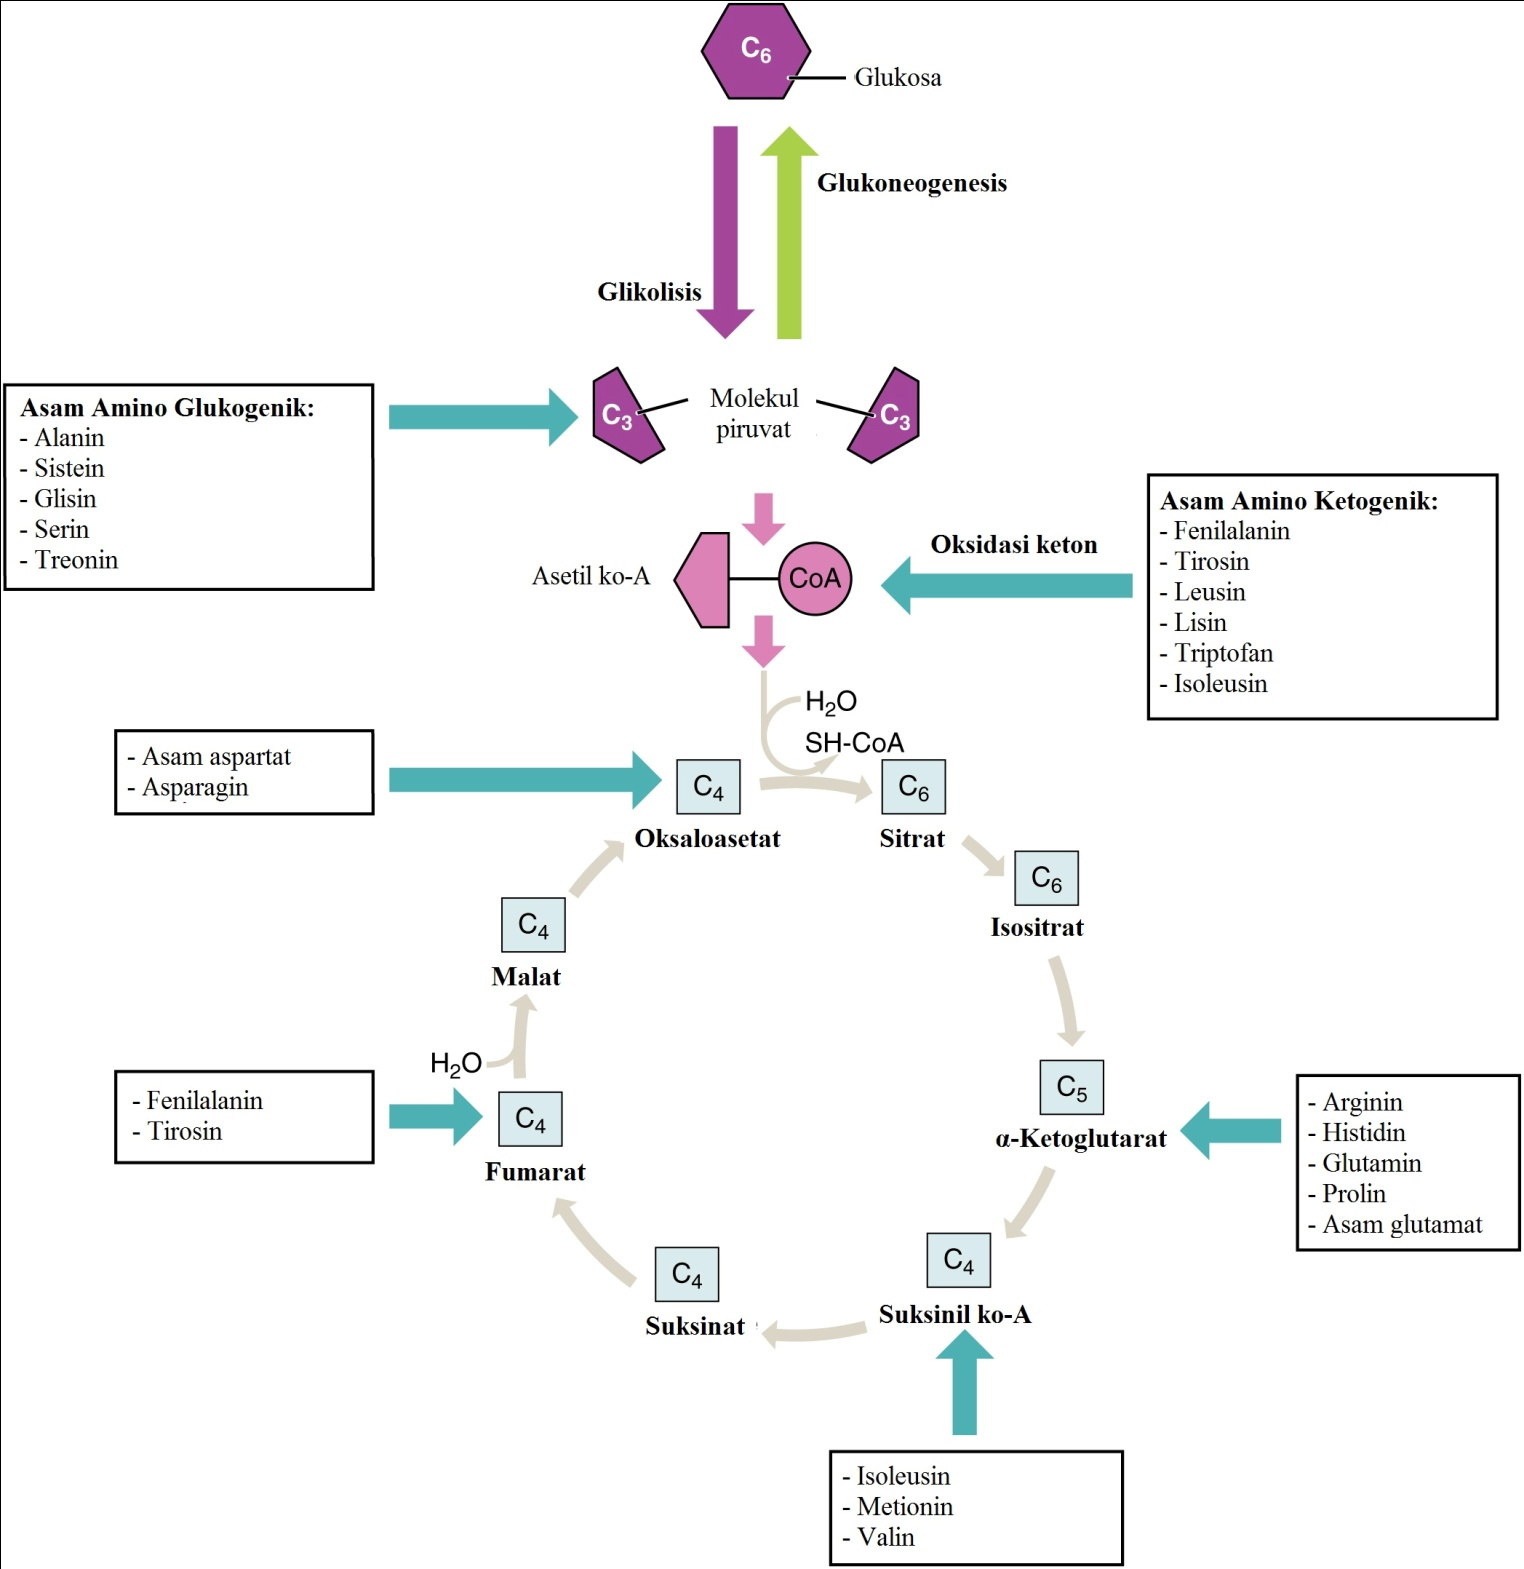 C6
Glukosa
Glukoneogenesis
Glikolisis
Asam Amino Glukogenik:
- Alanin
- Sistein
- Glisin
- Serin
- Treonin
C3
Molekul
piruvat
C3
Asam Amino Ketogenik:
- Fenilalanin
- Tirosin
- Leusin
- Lisin
- Triptofan
- Isoleusin
Oksidasi keton
Asetil ko-A
CoA
H2O
SH-CoA
- Asam aspartat
- Asparagin
C4
Oksaloasetat
C6
Sitrat
C6
Isositrat
C4
Malat
H2O
- Fenilalanin
- Tirosin
C4
Fumarat
C5
α-Ketoglutarat
- Arginin
- Histidin
- Glutamin
- Prolin
- Asam glutamat
C4
Suksinil ko-A
C4
Suksinat
- Isoleusin
- Metionin
- Valin